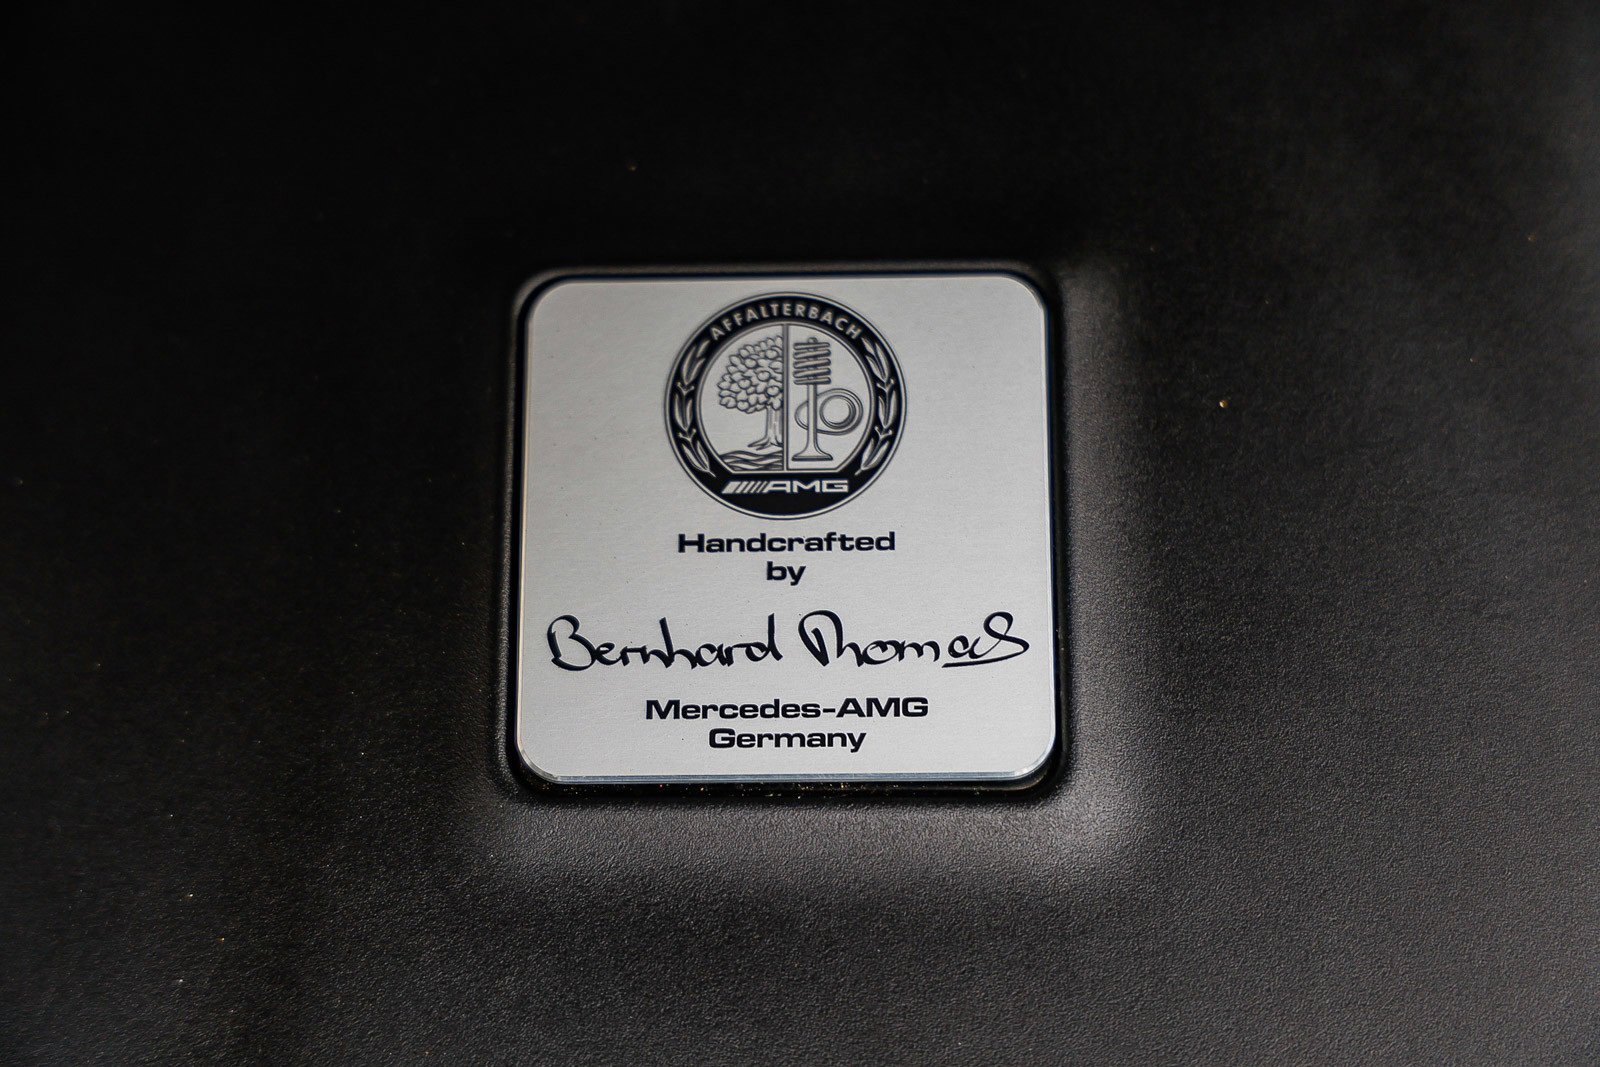 AFFALTERBACH
AMG
Handcrafted
by
Bernhard Thomas
Mercedes-AMG
Germany